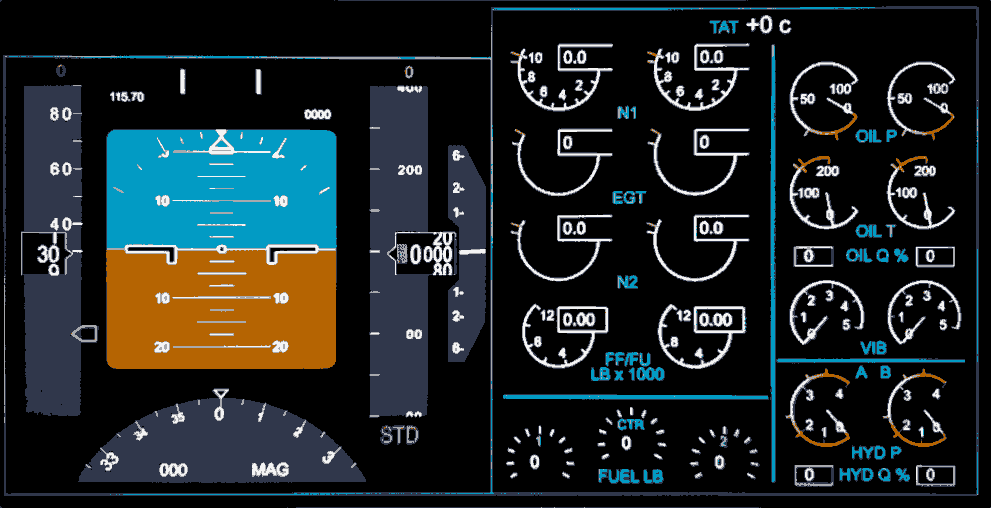 0
0
115.70
0000
80
60
40
30
200
0000
20
80
6
2
1
1
2
6
10 10
10 10
20 20
STD
33 34 35 0 1 2 3
000 MAG
TAT +0 c
10 8 6 4 2 0.0
10 8 6 4 2 0.0
N1
0 0
EGT
0.0 0.0
N2
12 8 4 0.00
12 8 4 0.00
FF/FU
LB x 1000
1 0
CTR 0
2 0
FUEL LB
100 50 0
100 50 0
OIL P
200 100 0
200 100 0
OIL T
0 OIL Q % 0
0 1 2 3 4 5
0 1 2 3 4 5
VIB
A B
4 3 2 1 0
4 3 2 1 0
HYD P
0 HYD Q % 0